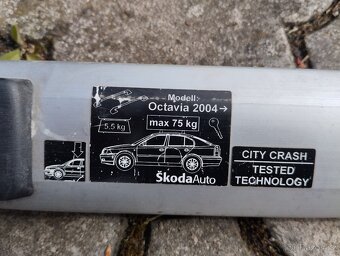 Modell:
Octavia 2004→
5,5 kg
max 75 kg
ŠkodaAuto
CITY CRASH
TESTED
TECHNOLOGY